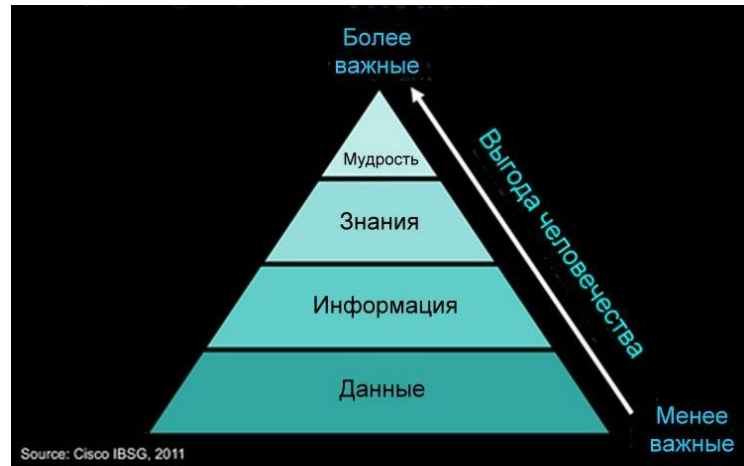 Более
важные
Мудрость
Знания
Информация
Данные
Выгода человечества
Менее
важные
Source: Cisco IBSG, 2011